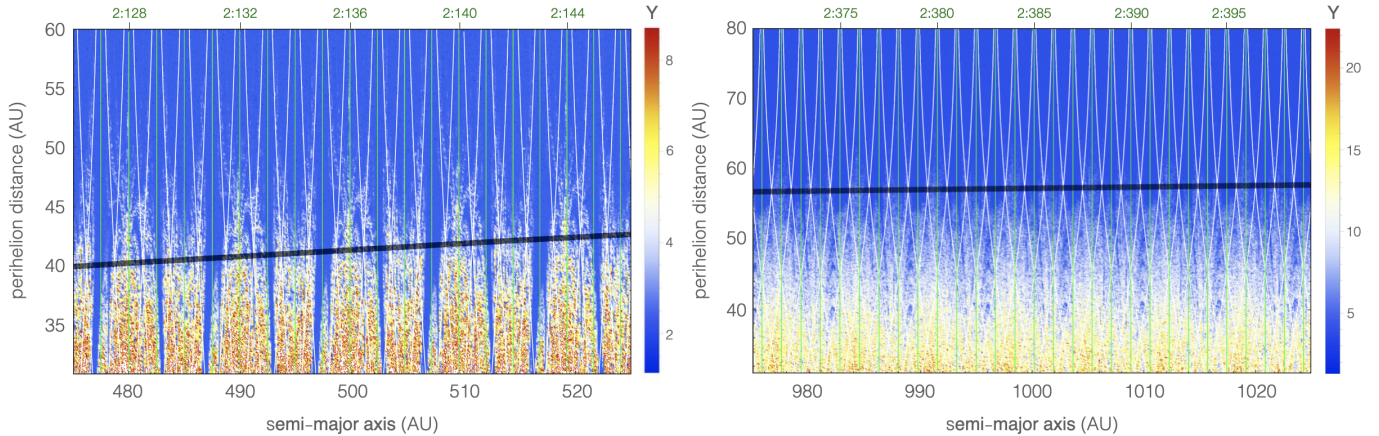 2:128 2:132 2:136 2:140 2:144 Y
60
55
50
45
40
35
8
6
4
2
perihelion distance (AU)
480 490 500 510 520
semi-major axis (AU)
2:375 2:380 2:385 2:390 2:395 Y
80
70
60
50
40
20
15
10
5
perihelion distance (AU)
980 990 1000 1010 1020
semi-major axis (AU)